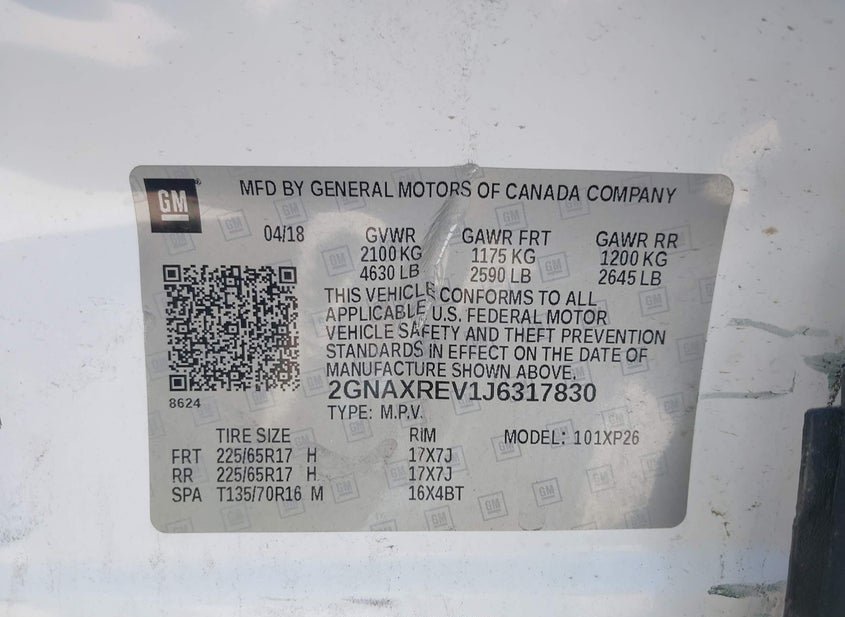 GM
MFD BY GENERAL MOTORS OF CANADA COMPANY
04/18 GVWR GAWR FRT GAWR RR
2100 KG 1175 KG 1200 KG
4630 LB 2590 LB 2645 LB
THIS VEHICLE CONFORMS TO ALL
APPLICABLE U.S. FEDERAL MOTOR
VEHICLE SAFETY AND THEFT PREVENTION
STANDARDS IN EFFECT ON THE DATE OF
MANUFACTURE SHOWN ABOVE.
8624 2GNAXREV1J6317830
TYPE: M.P.V.
TIRE SIZE RIM MODEL: 101XP26
FRT 225/65R17 H 17X7J
RR 225/65R17 H 17X7J
SPA T135/70R16 M 16X4BT